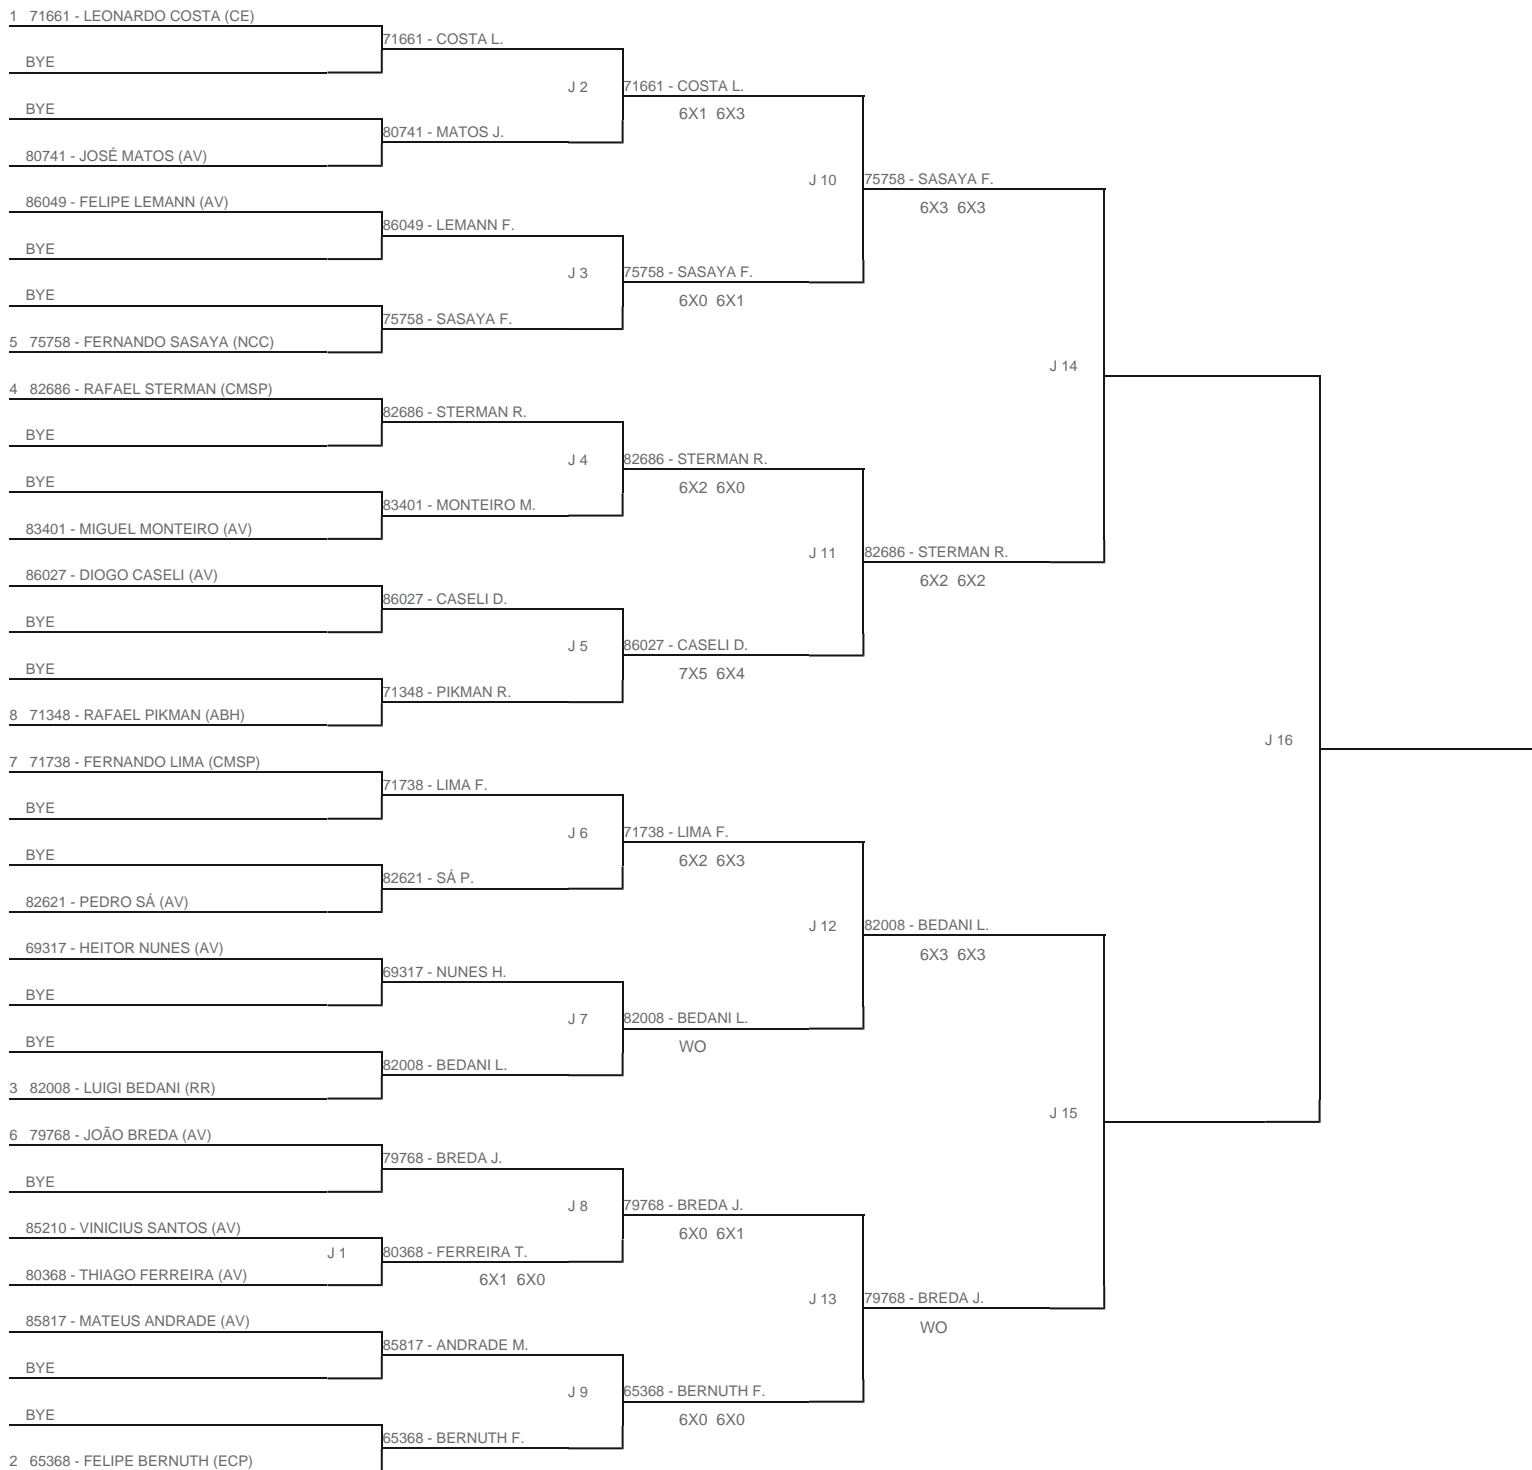 1 71661 - LEONARDO COSTA (CE)
71661 - COSTA L.
BYE
J 2
71661 - COSTA L.
6X1 6X3
BYE
80741 - MATOS J.
80741 - JOSÉ MATOS (AV)
J 10
75758 - SASAYA F.
6X3 6X3
86049 - FELIPE LEMANN (AV)
86049 - LEMANN F.
BYE
J 3
75758 - SASAYA F.
6X0 6X1
BYE
75758 - SASAYA F.
5 75758 - FERNANDO SASAYA (NCC)
J 14
4 82686 - RAFAEL STERMAN (CMSP)
82686 - STERMAN R.
BYE
J 4
82686 - STERMAN R.
6X2 6X0
BYE
83401 - MONTEIRO M.
83401 - MIGUEL MONTEIRO (AV)
J 11
82686 - STERMAN R.
6X2 6X2
86027 - DIOGO CASELI (AV)
86027 - CASELI D.
BYE
J 5
86027 - CASELI D.
7X5 6X4
BYE
71348 - PIKMAN R.
8 71348 - RAFAEL PIKMAN (ABH)
J 16
7 71738 - FERNANDO LIMA (CMSP)
71738 - LIMA F.
BYE
J 6
71738 - LIMA F.
6X2 6X3
BYE
82621 - SÁ P.
82621 - PEDRO SÁ (AV)
J 12
82008 - BEDANI L.
6X3 6X3
69317 - HEITOR NUNES (AV)
69317 - NUNES H.
BYE
J 7
82008 - BEDANI L.
WO
BYE
82008 - BEDANI L.
3 82008 - LUIGI BEDANI (RR)
J 15
6 79768 - JOÃO BREDA (AV)
79768 - BREDA J.
BYE
J 8
79768 - BREDA J.
6X0 6X1
85210 - VINICIUS SANTOS (AV)
J 1
80368 - FERREIRA T.
6X1 6X0
80368 - THIAGO FERREIRA (AV)
J 13
79768 - BREDA J.
WO
85817 - MATEUS ANDRADE (AV)
85817 - ANDRADE M.
BYE
J 9
65368 - BERNUTH F.
6X0 6X0
BYE
65368 - BERNUTH F.
2 65368 - FELIPE BERNUTH (ECP)